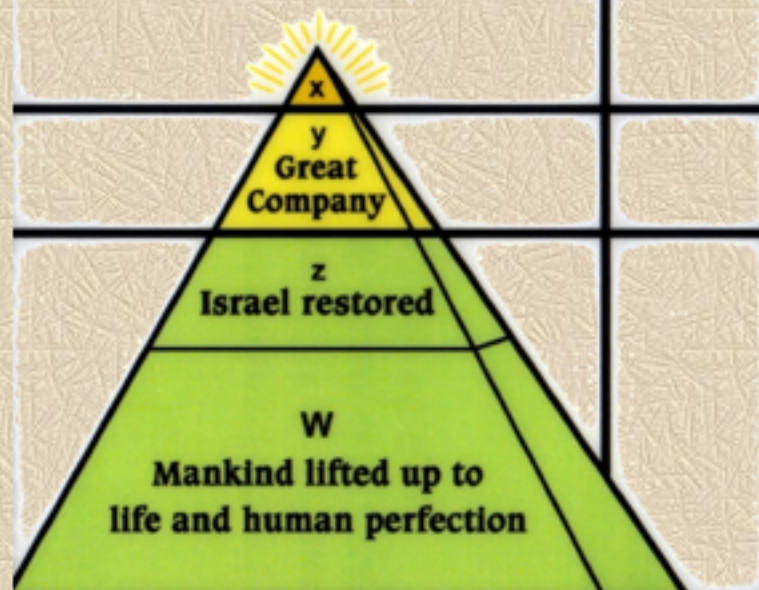 x
y
Great
Company
z
Israel restored
W
Mankind lifted up to
life and human perfection